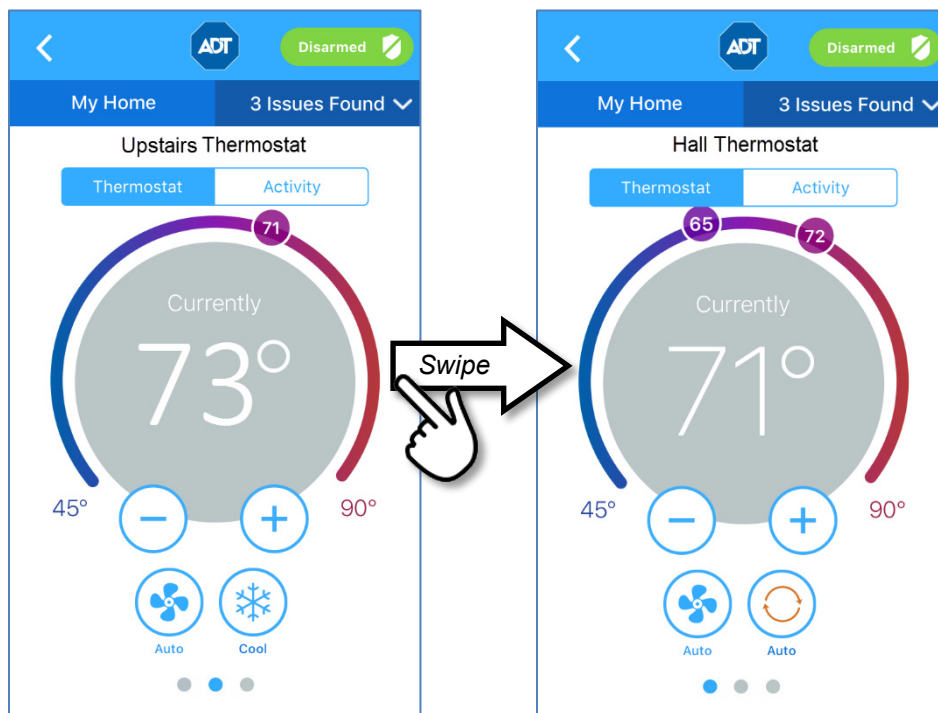 ADT
Disarmed
My Home
3 Issues Found
Upstairs Thermostat
Thermostat
Activity
71
Currently
73°
45°
90°
Auto
Cool
Swipe
ADT
Disarmed
My Home
3 Issues Found
Hall Thermostat
Thermostat
Activity
65
72
Currently
71°
45°
90°
Auto
Auto